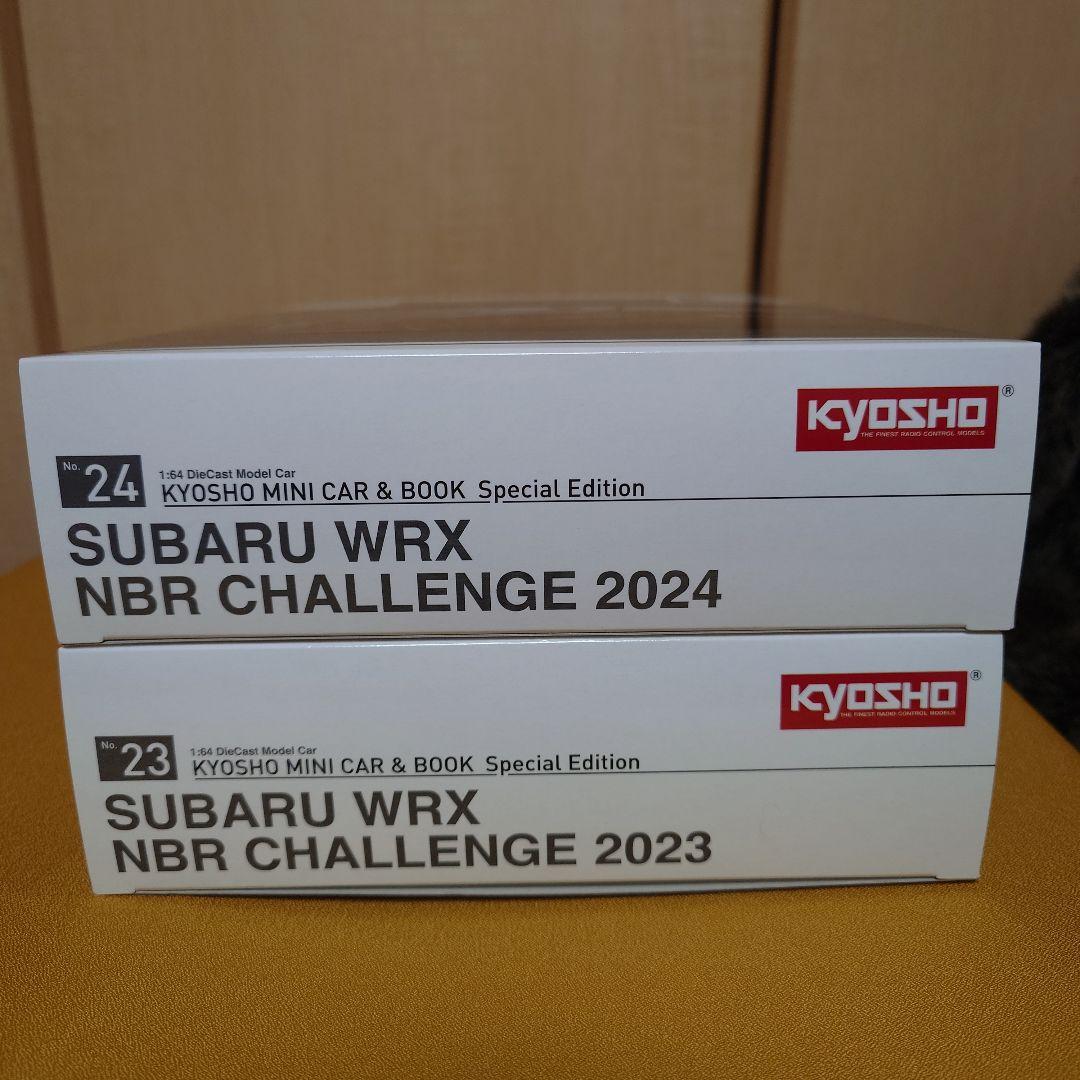 KYOSHO ®
THE FINEST RADIO CONTROL MODELS
No. 24
1:64 DieCast Model Car
KYOSHO MINI CAR & BOOK Special Edition
SUBARU WRX
NBR CHALLENGE 2024
KYOSHO ®
THE FINEST RADIO CONTROL MODELS
No. 23
1:64 DieCast Model Car
KYOSHO MINI CAR & BOOK Special Edition
SUBARU WRX
NBR CHALLENGE 2023